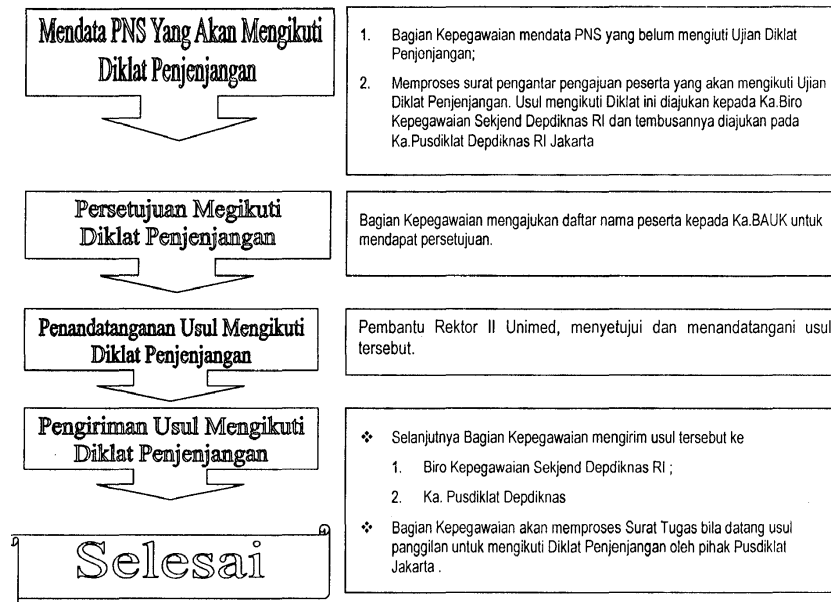 Mendata PNS Yang Akan Mengikuti
Diklat Penjenjangan
1. Bagian Kepegawaian mendata PNS yang belum mengiuti Ujian Diklat
Penjenjangan;
2. Memproses surat pengantar pengajuan peserta yang akan mengikuti Ujian
Diklat Penjenjangan. Usul mengikuti Diklat ini diajukan kepada Ka.Biro
Kepegawaian Sekjend Depdiknas RI dan tembusannya diajukan pada
Ka.Pusdiklat Depdiknas RI Jakarta
Persetujuan Megikuti
Diklat Penjenjangan
Bagian Kepegawaian mengajukan daftar nama peserta kepada Ka.BAUK untuk
mendapat persetujuan.
Penandatanganan Usul Mengikuti
Diklat Penjenjangan
Pembantu Rektor II Unimed, menyetujui dan menandatangani usul
tersebut.
Pengiriman Usul Mengikuti
Diklat Penjenjangan
❖ Selanjutnya Bagian Kepegawaian mengirim usul tersebut ke
1. Biro Kepegawaian Sekjend Depdiknas RI ;
2. Ka. Pusdiklat Depdiknas
❖ Bagian Kepegawaian akan memproses Surat Tugas bila datang usul
panggilan untuk mengikuti Diklat Penjenjangan oleh pihak Pusdiklat
Jakarta .
Selesai